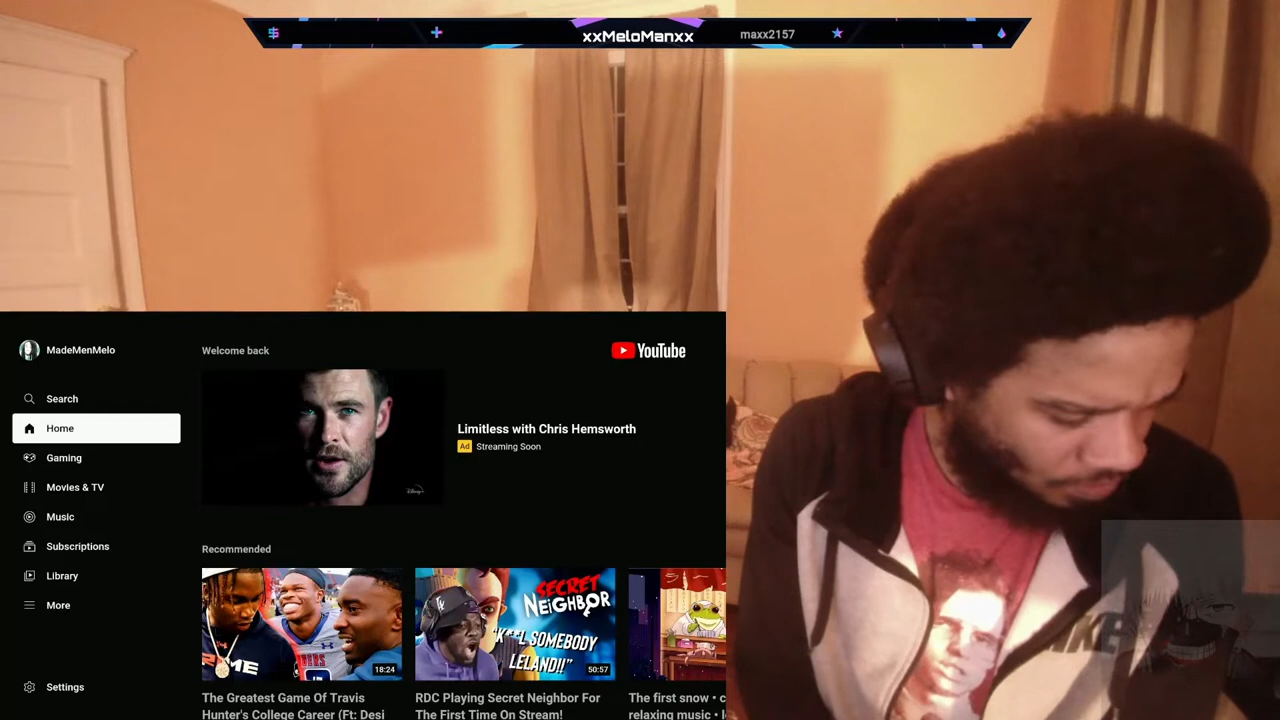 xxMeloManxx
maxx2157
MadeMenMelo
Welcome back
YouTube
Search
Home
Gaming
Movies & TV
Music
Subscriptions
Library
More
Settings
Limitless with Chris Hemsworth
Ad Streaming Soon
Disney+
Recommended
18:24
SECRET
NEIGHBOR
"K**L SOMEBODY
LELAND!!"
50:57
The Greatest Game Of Travis
Hunter's College Career (Ft: Desi
RDC Playing Secret Neighbor For
The First Time On Stream!
The first snow • c
relaxing music • l